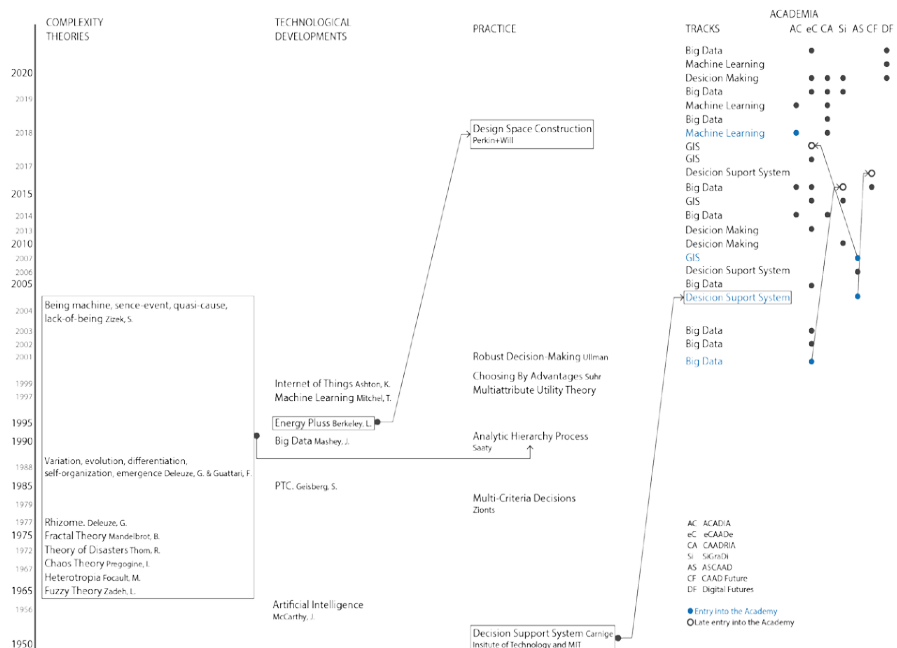 COMPLEXITY
THEORIES
TECHNOLOGICAL
DEVELOPMENTS
PRACTICE
ACADEMIA
TRACKS
AC eC CA Si AS CF DF
2020
2019
2018
2017
2015
2014
2013
2010
2007
2006
2005
2004
2003
2002
2001
1999
1997
1995
1990
1988
1985
1979
1977
1975
1972
1967
1965
1956
1950
Being machine, sence-event, quasi-cause,
lack-of-being Zizek, S.
Variation, evolution, differentiation,
self-organization, emergence Deleuze, G. & Guattari, F.
Rhizome. Deleuze, G.
Fractal Theory Mandelbrot, B.
Theory of Disasters Thom, R.
Chaos Theory Pregogine, I.
Heterotropia Focault, M.
Fuzzy Theory Zadeh, L.
Internet of Things Ashton, K.
Machine Learning Mitchel, T.
Energy Pluss Berkeley, L.
Big Data Mashey, J.
PTC. Geisberg, S.
Artificial Intelligence
McCarthy, J.
Design Space Construction
Perkin+Will
Robust Decision-Making Ullman
Choosing By Advantages Suhr
Multiattribute Utility Theory
Analytic Hierarchy Process
Saaty
Multi-Criteria Decisions
Zionts
Decision Support System Carnige
Insitute of Technology and MIT
Big Data
Machine Learning
Desicion Making
Big Data
Machine Learning
Big Data
Machine Learning
GIS
GIS
Desicion Suport System
Big Data
GIS
Big Data
Desicion Making
Desicion Making
GIS
Desicion Suport System
Big Data
Desicion Suport System
Big Data
Big Data
Big Data
AC ACADIA
eC eCAADe
CA CAADRIA
Si SiGraDi
AS ASCAAD
CF CAAD Future
DF Digital Futures
Entry into the Academy
Late entry into the Academy